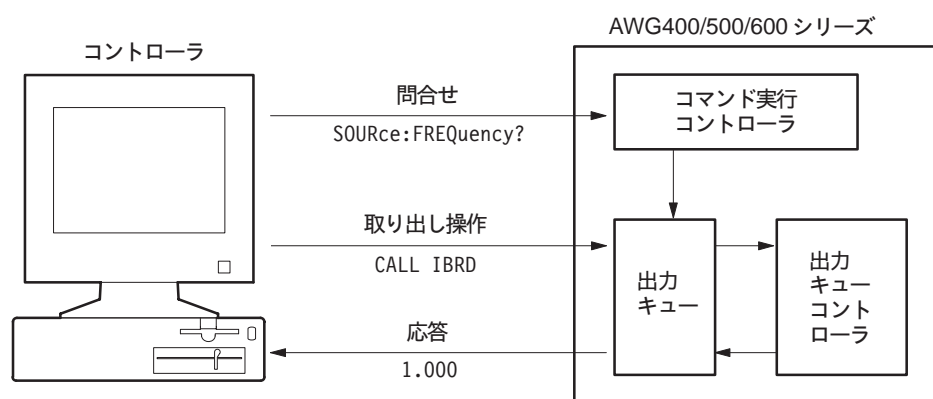 AWG400/500/600 シリーズ
コントローラ
問合せ
SOURce:FREQuency?
コマンド実行
コントローラ
取り出し操作
CALL IBRD
出力
キュー
出力
キュー
コント
ローラ
応答
1.000